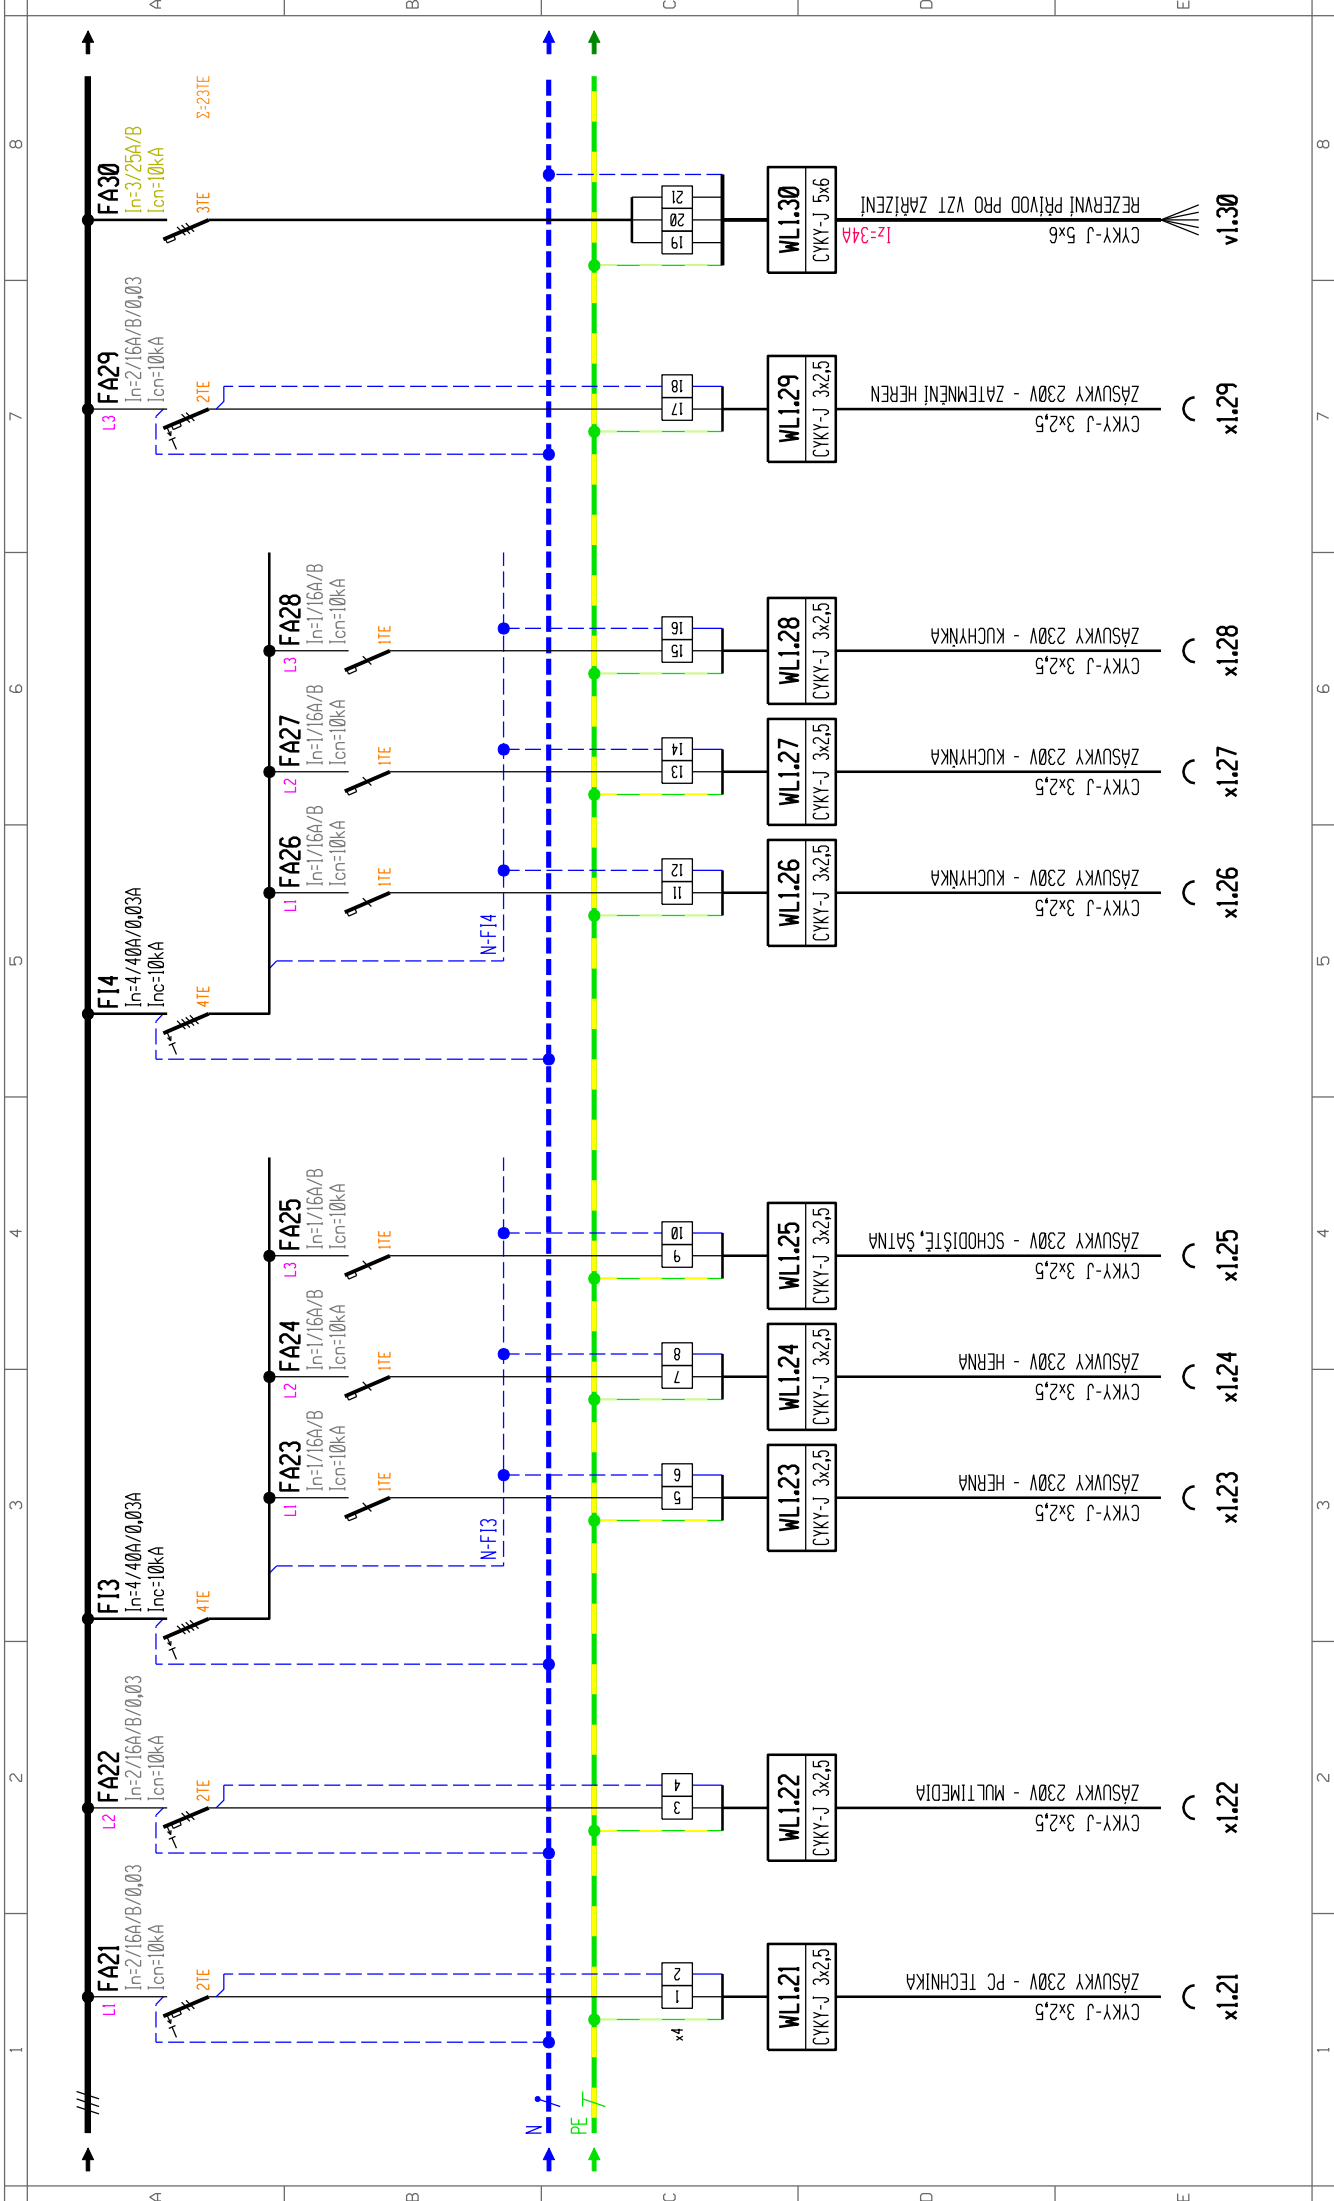 1
2
3
4
5
6
7
8
A
B
C
D
E
FA21
In=2/16A/B/0,03
Icn=10kA
L1
2TE
FA22
In=2/16A/B/0,03
Icn=10kA
L2
2TE
FI3
In=4/40A/0,03A
Inc=10kA
4TE
FA23
In=1/16A/B
Icn=10kA
L1
1TE
FA24
In=1/16A/B
Icn=10kA
L2
1TE
FA25
In=1/16A/B
Icn=10kA
L3
1TE
N-FI3
FI4
In=4/40A/0,03A
Inc=10kA
4TE
FA26
In=1/16A/B
Icn=10kA
L1
1TE
FA27
In=1/16A/B
Icn=10kA
L2
1TE
FA28
In=1/16A/B
Icn=10kA
L3
1TE
N-FI4
FA29
In=2/16A/B/0,03
Icn=10kA
L3
2TE
FA30
In=3/25A/B
Icn=10kA
3TE
Σ=23TE
N
PE
x4
1 2
3 4
5 6
7 8
9 10
11 12
13 14
15 16
17 18
19 20 21
WL1.21
CYKY-J 3x2,5
WL1.22
CYKY-J 3x2,5
WL1.23
CYKY-J 3x2,5
WL1.24
CYKY-J 3x2,5
WL1.25
CYKY-J 3x2,5
WL1.26
CYKY-J 3x2,5
WL1.27
CYKY-J 3x2,5
WL1.28
CYKY-J 3x2,5
WL1.29
CYKY-J 3x2,5
WL1.30
CYKY-J 5x6
CYKY-J 3x2,5
ZÁSUVKY 230V - PC TECHNIKA
CYKY-J 3x2,5
ZÁSUVKY 230V - MULTIMEDIA
CYKY-J 3x2,5
ZÁSUVKY 230V - HERNA
CYKY-J 3x2,5
ZÁSUVKY 230V - HERNA
CYKY-J 3x2,5
ZÁSUVKY 230V - SCHODIŠTĚ, ŠATNA
CYKY-J 3x2,5
ZÁSUVKY 230V - KUCHYŇKA
CYKY-J 3x2,5
ZÁSUVKY 230V - KUCHYŇKA
CYKY-J 3x2,5
ZÁSUVKY 230V - KUCHYŇKA
CYKY-J 3x2,5
ZÁSUVKY 230V - ZATEMNĚNÍ HEREN
Iz=34A
CYKY-J 5x6
REZERVNÍ PŘÍVOD PRO VZT ZAŘÍZENÍ
x1.21
x1.22
x1.23
x1.24
x1.25
x1.26
x1.27
x1.28
x1.29
v1.30
1
2
3
4
5
6
7
8
A
B
C
D
E